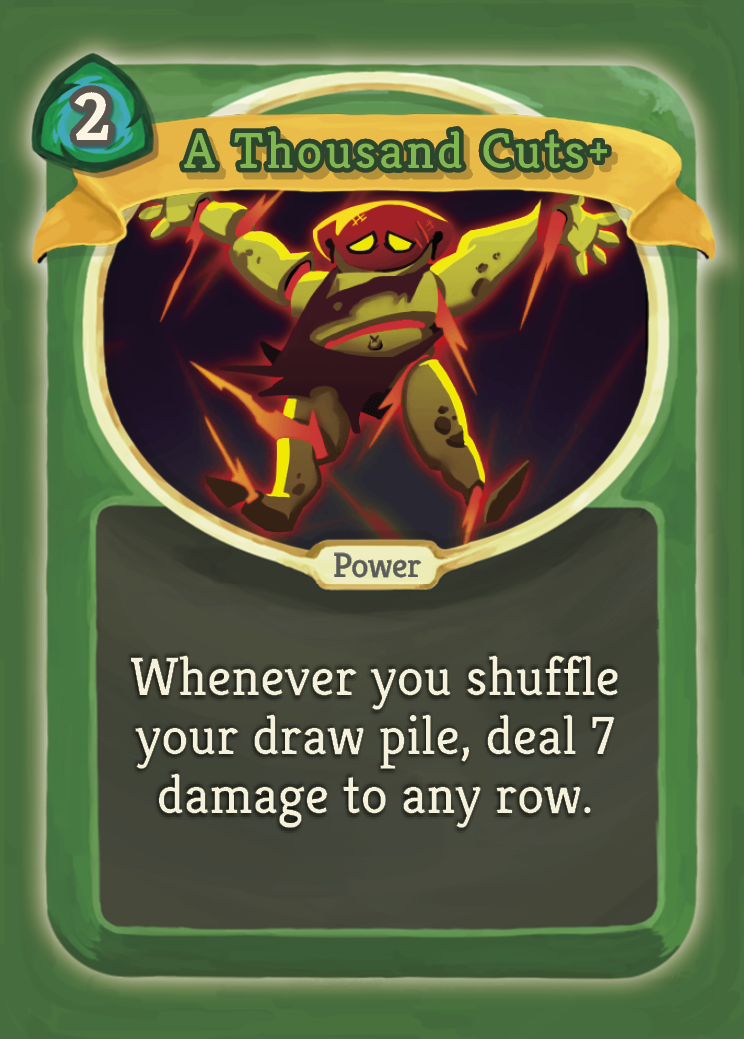 2
A Thousand Cuts+
Power
Whenever you shuffle
your draw pile, deal 7
damage to any row.